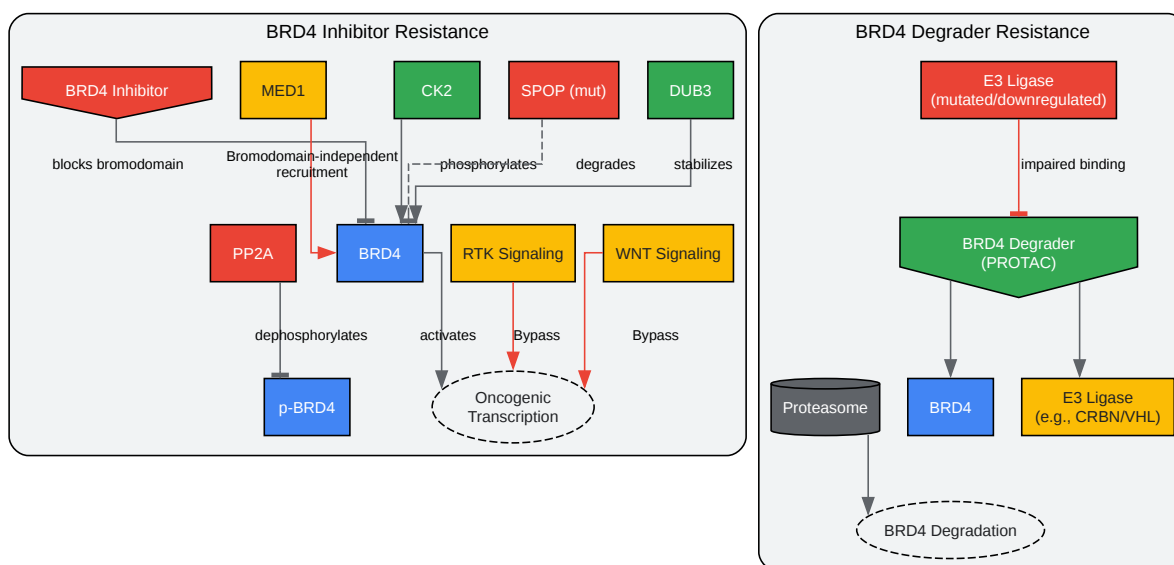 BRD4 Inhibitor Resistance
BRD4 Inhibitor
MED1
CK2
SPOP (mut)
DUB3
blocks bromodomain
Bromodomain-independent
recruitment
phosphorylates
degrades
stabilizes
PP2A
BRD4
RTK Signaling
WNT Signaling
dephosphorylates
activates
Bypass
Bypass
p-BRD4
Oncogenic
Transcription
BRD4 Degrader Resistance
E3 Ligase
(mutated/downregulated)
impaired binding
BRD4 Degrader
(PROTAC)
Proteasome
BRD4
E3 Ligase
(e.g., CRBN/VHL)
BRD4 Degradation